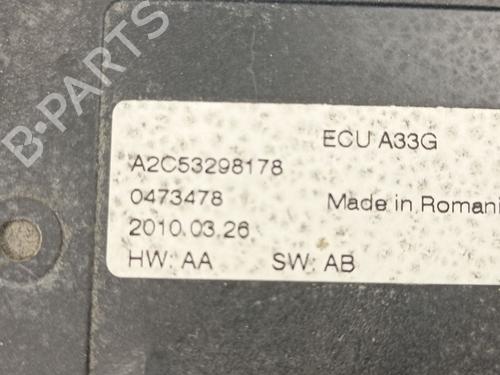 B-PARTS
ECU A33G
A2C53298178
0473478 Made in Romani
2010.03.26
HW: AA SW: AB